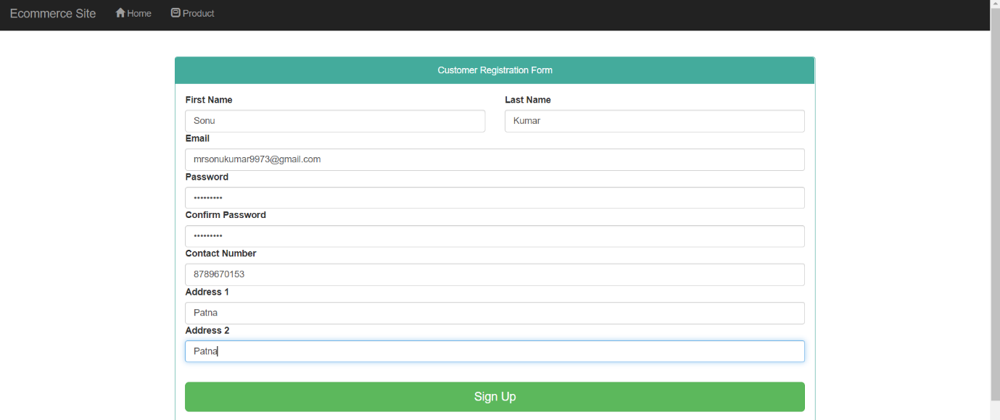 Ecommerce Site Home Product
Customer Registration Form
First Name Last Name
Sonu Kumar
Email
mrsonukumar9973@gmail.com
Password
•••••••••
Confirm Password
•••••••••
Contact Number
8789670153
Address 1
Patna
Address 2
Patna
Sign Up